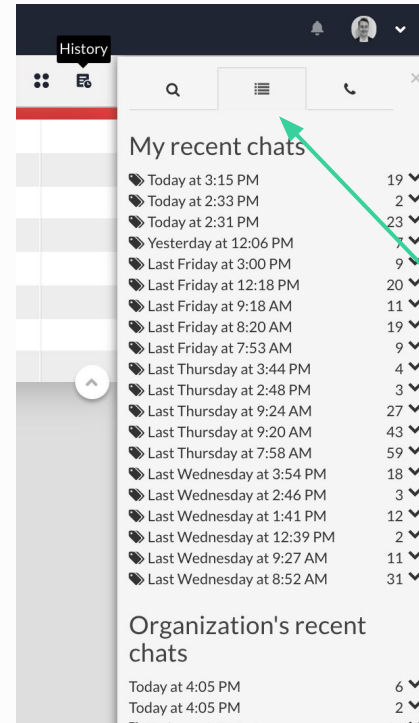 History
My recent chats
Today at 3:15 PM 19
Today at 2:33 PM 2
Today at 2:31 PM 23
Yesterday at 12:06 PM 7
Last Friday at 3:00 PM 9
Last Friday at 12:18 PM 20
Last Friday at 9:18 AM 11
Last Friday at 8:20 AM 19
Last Friday at 7:53 AM 9
Last Thursday at 3:44 PM 4
Last Thursday at 2:48 PM 3
Last Thursday at 9:24 AM 27
Last Thursday at 9:20 AM 43
Last Thursday at 7:58 AM 59
Last Wednesday at 3:54 PM 18
Last Wednesday at 2:46 PM 3
Last Wednesday at 1:41 PM 12
Last Wednesday at 12:39 PM 2
Last Wednesday at 9:27 AM 11
Last Wednesday at 8:52 AM 31
Organization's recent
chats
Today at 4:05 PM 6
Today at 4:05 PM 2